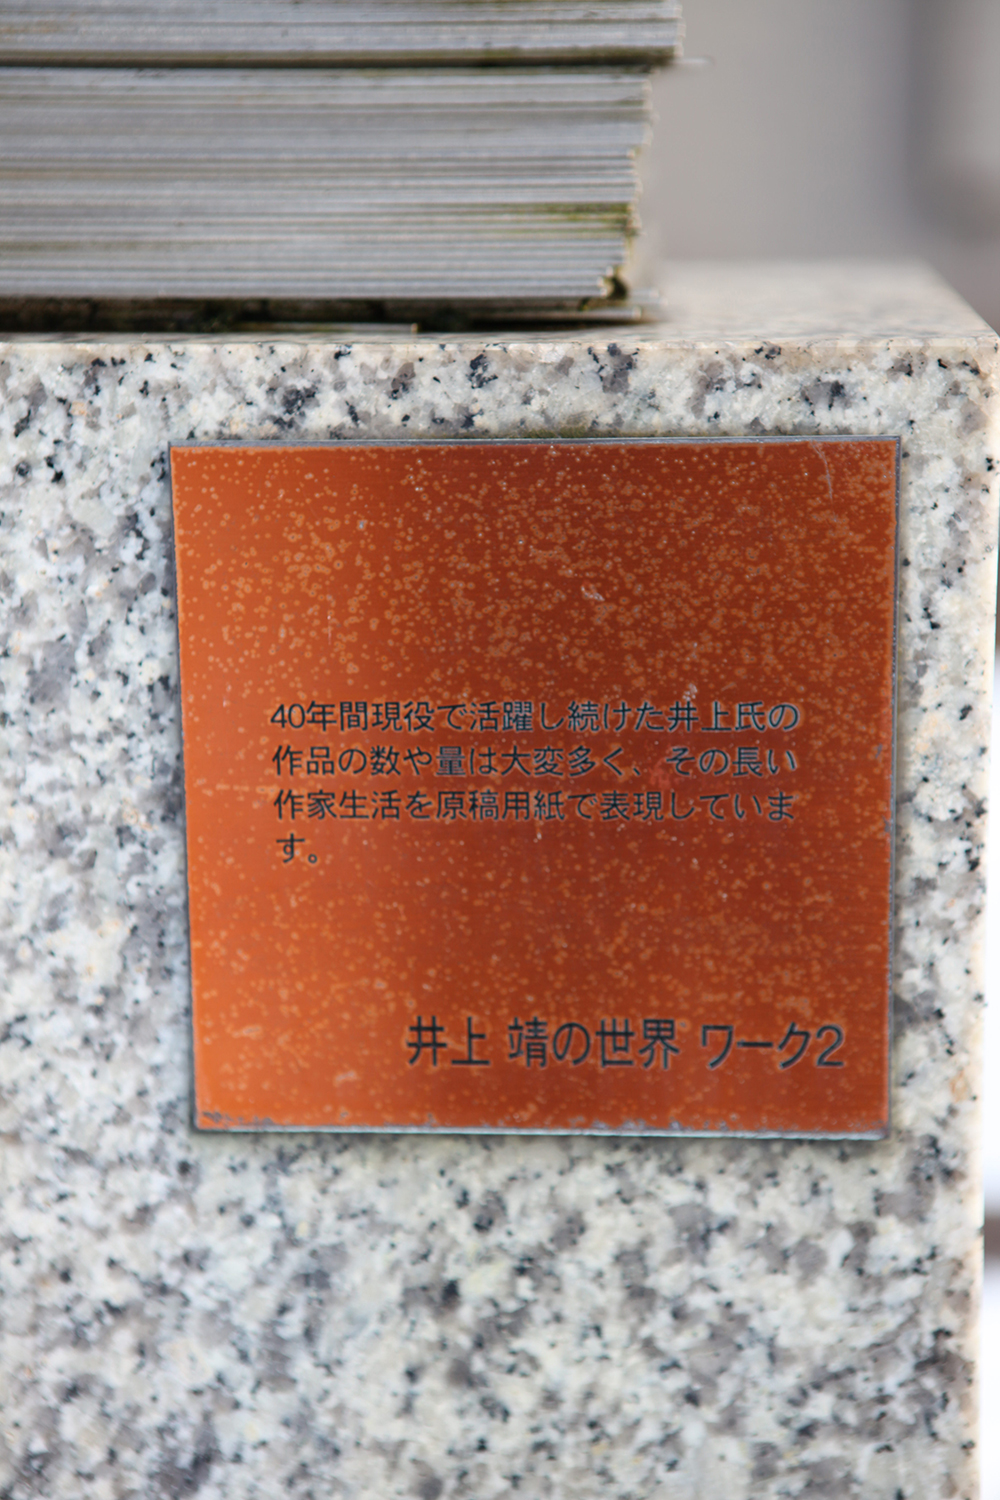 40年間現役で活躍し続けた井上氏の
作品の数や量は大変多く、その長い
作家生活を原稿用紙で表現していま
す。
井上 靖の世界 ワーク2